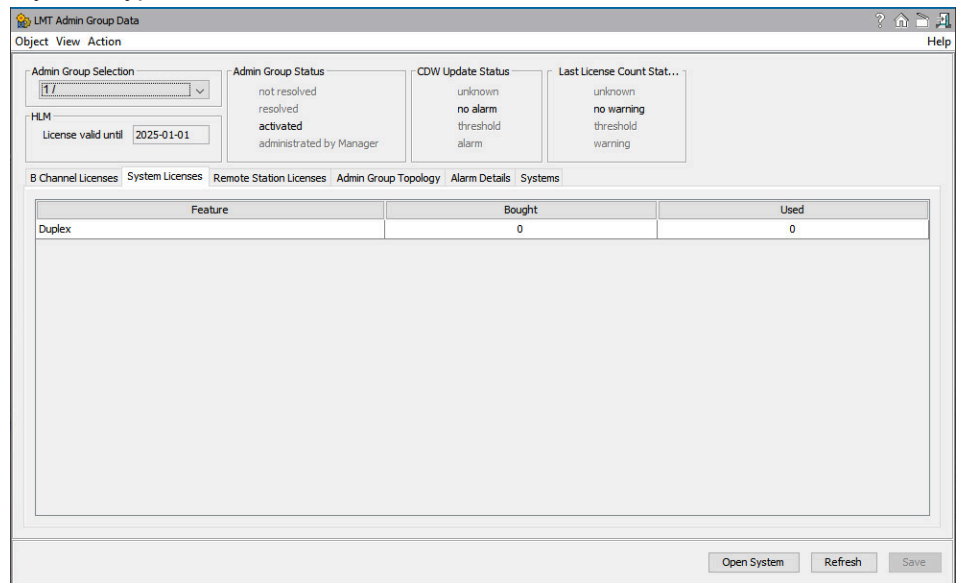 LMT Admin Group Data
Object View Action Help
Admin Group Selection
1 /
HLM
License valid until 2025-01-01
Admin Group Status
not resolved
resolved
activated
administrated by Manager
CDW Update Status
unknown
no alarm
threshold
alarm
Last License Count Stat...
unknown
no warning
threshold
warning
B Channel Licenses System Licenses Remote Station Licenses Admin Group Topology Alarm Details Systems
Feature Bought Used
Duplex 0 0
Open System Refresh Save